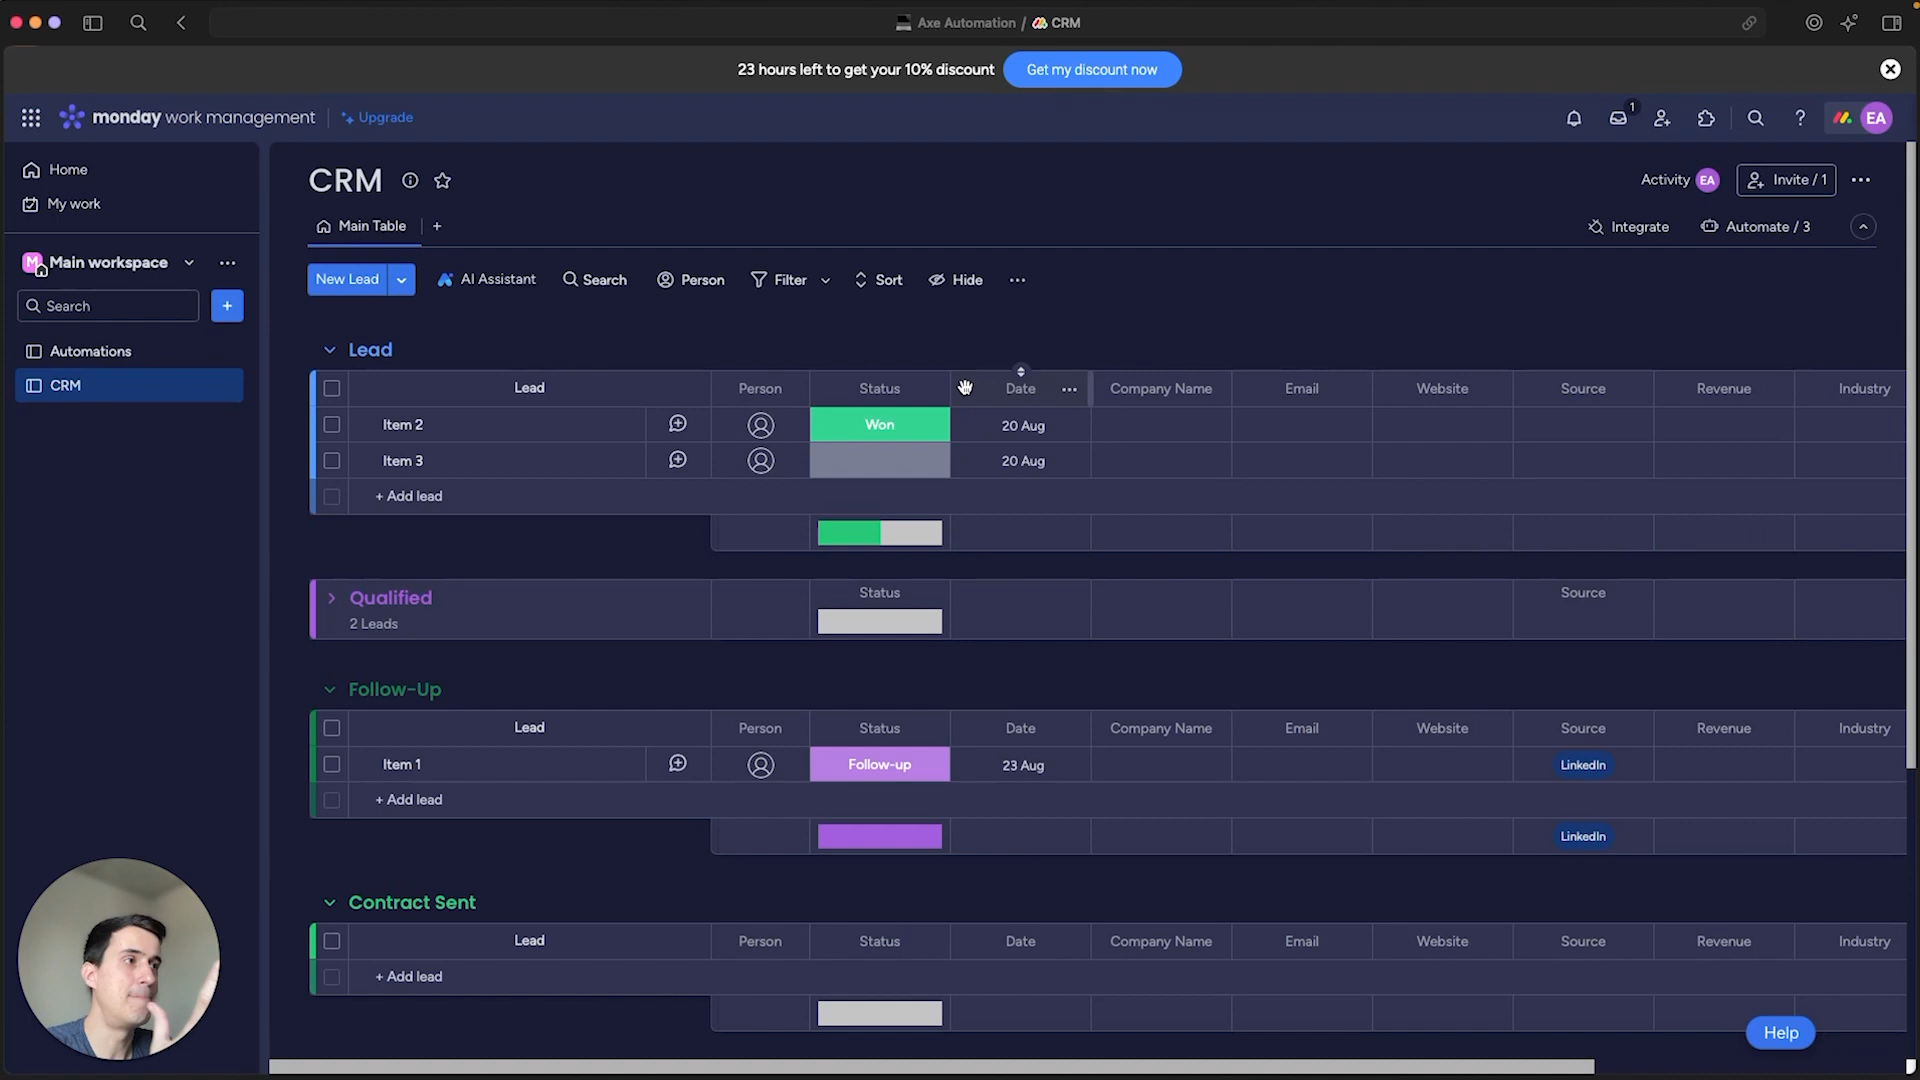 Axe Automation / CRM
23 hours left to get your 10% discount
Get my discount now
monday work management
Upgrade
1
EA
Home
My work
M
Main workspace
Search
Automations
CRM
CRM
Activity
EA
Invite / 1
Main Table
Integrate
Automate / 3
New Lead
AI Assistant
Search
Person
Filter
Sort
Hide
Lead
Lead Person Status Date Company Name Email Website Source Revenue Industry
Item 2 Won 20 Aug
Item 3 20 Aug
+ Add lead
Qualified
2 Leads
Status Source
Follow-Up
Lead Person Status Date Company Name Email Website Source Revenue Industry
Item 1 Follow-up 23 Aug LinkedIn
+ Add lead
LinkedIn
Contract Sent
Lead Person Status Date Company Name Email Website Source Revenue Industry
+ Add lead
Help